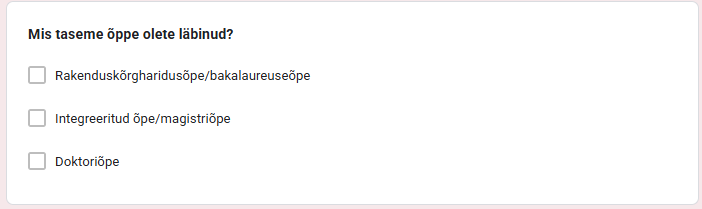 Mis taseme õppe olete läbinud?
Rakenduskõrgharidusõpe/bakalaureuseõpe
Integreeritud õpe/magistriõpe
Doktoriõpe